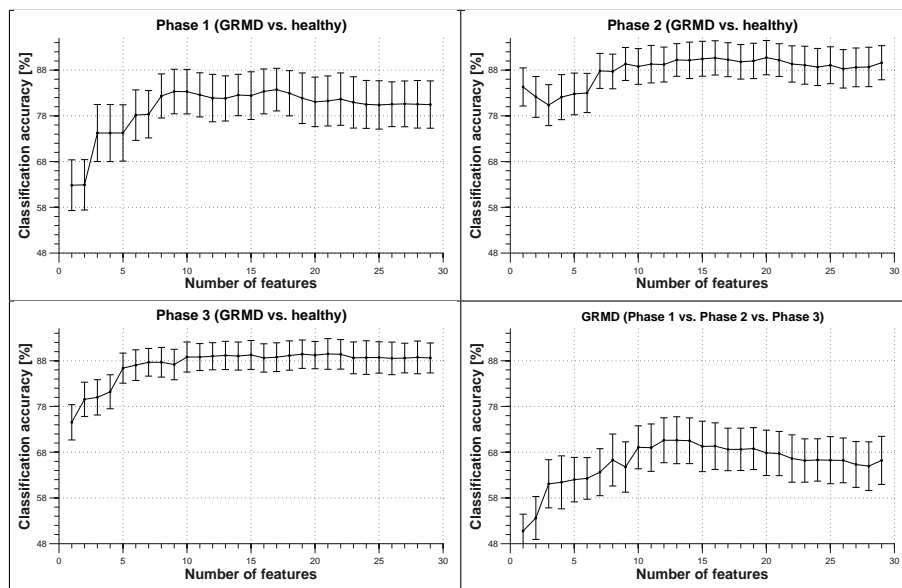 Phase 1 (GRMD vs. healthy)
Classification accuracy [%]
88
78
68
58
48
0 5 10 15 20 25 30
Number of features
Phase 2 (GRMD vs. healthy)
Classification accuracy [%]
88
78
68
58
48
0 5 10 15 20 25 30
Number of features
Phase 3 (GRMD vs. healthy)
Classification accuracy [%]
88
78
68
58
48
0 5 10 15 20 25 30
Number of features
GRMD (Phase 1 vs. Phase 2 vs. Phase 3)
Classification accuracy [%]
88
78
68
58
48
0 5 10 15 20 25 30
Number of features